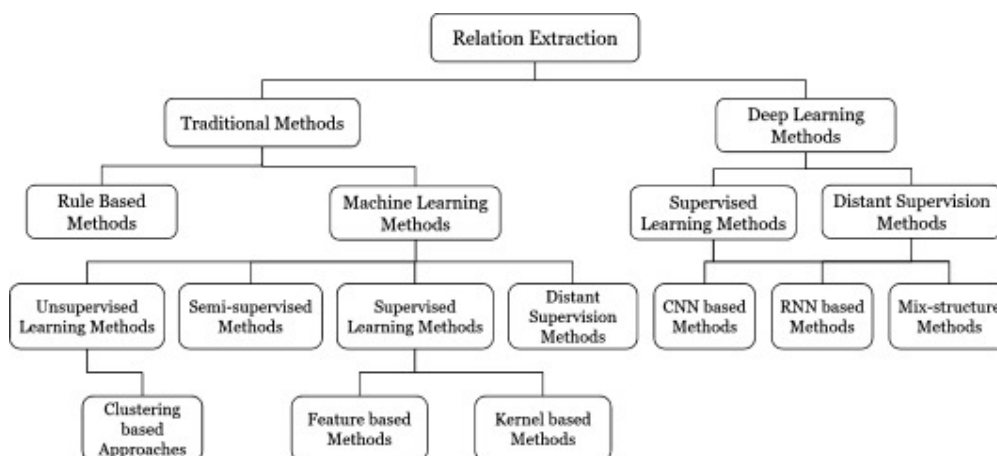 Relation Extraction
Traditional Methods
Deep Learning
Methods
Rule Based
Methods
Machine Learning
Methods
Supervised
Learning Methods
Distant Supervision
Methods
Unsupervised
Learning Methods
Semi-supervised
Methods
Supervised
Learning Methods
Distant
Supervision
Methods
CNN based
Methods
RNN based
Methods
Mix-structure
Methods
Clustering
based
Approaches
Feature based
Methods
Kernel based
Methods